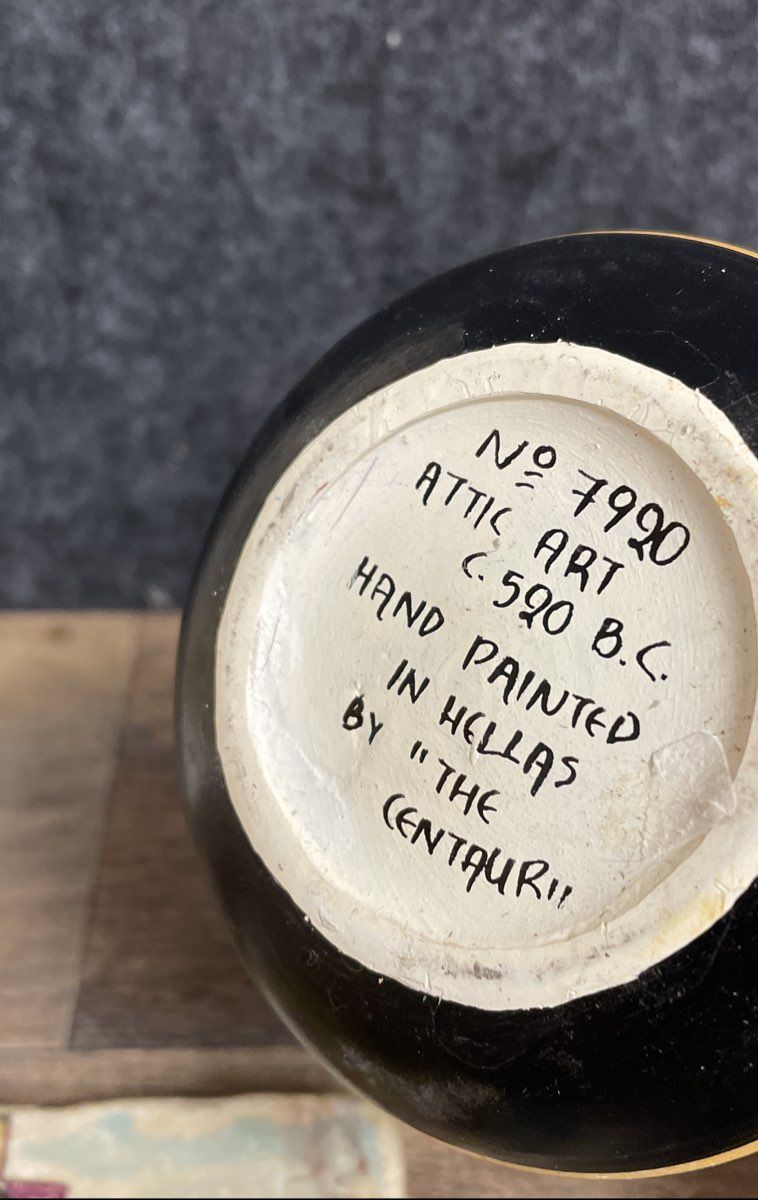 Nº 7920
ATTIC ART
C. 520 B.C.
HAND PAINTED
IN HELLAS
BY "THE
CENTAUR"